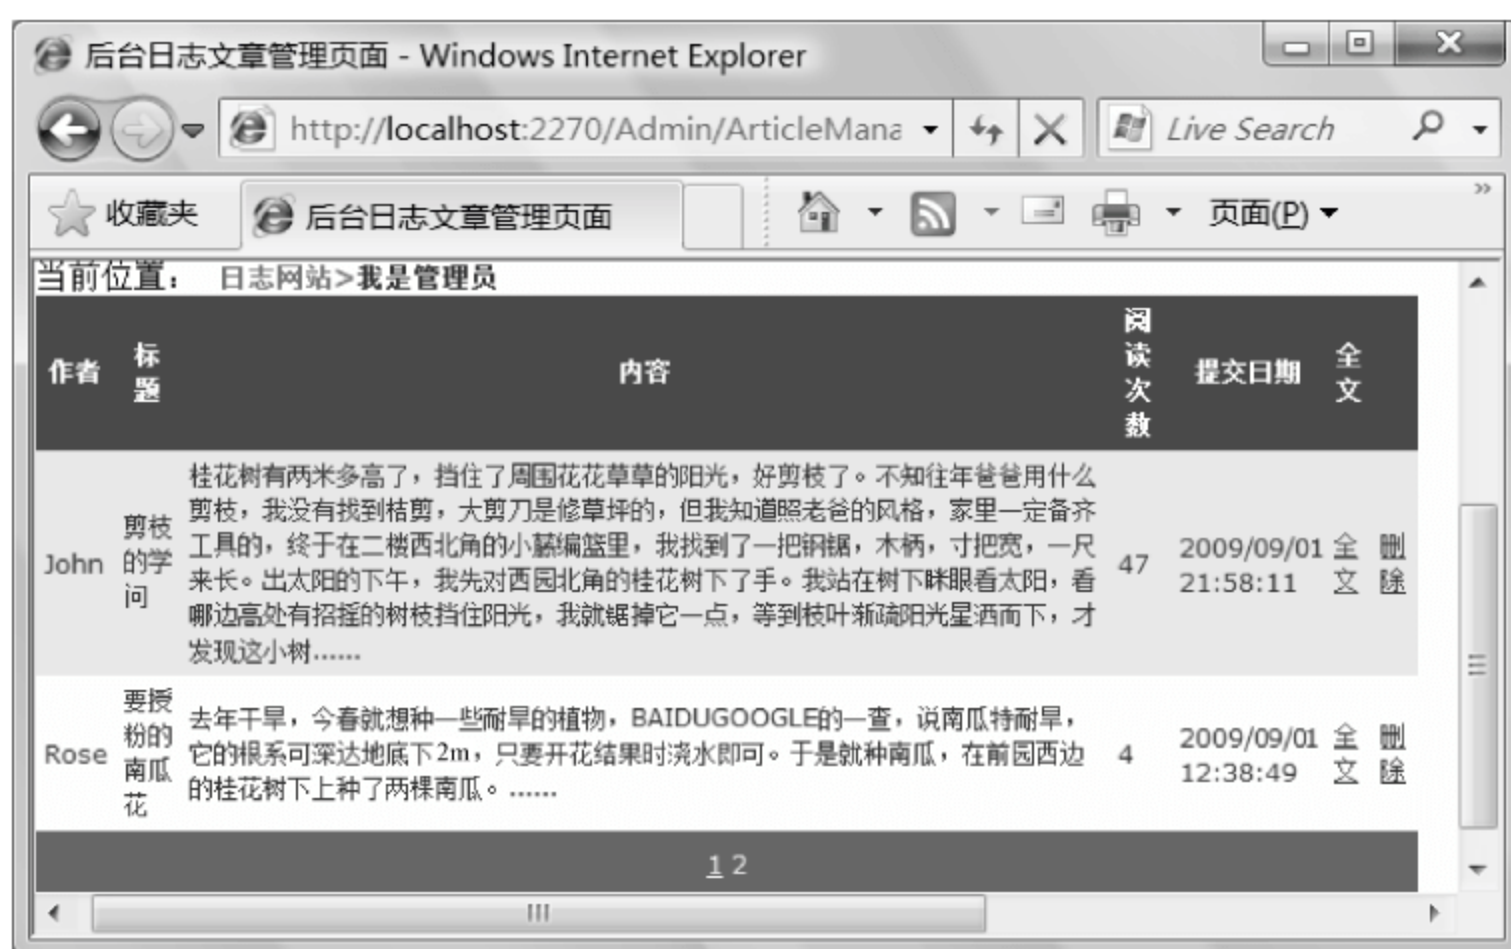 后台日志文章管理页面 - Windows Internet Explorer
http://localhost:2270/Admin/ArticleMana
Live Search
收藏夹
后台日志文章管理页面
页面(P)
当前位置： 日志网站>我是管理员
作者 标题 内容 阅读次数 提交日期 全文
John
剪枝
的学
问
桂花树有两米多高了，挡住了周围花花草草的阳光，好剪枝了。不知往年爸爸用什么
剪枝，我没有找到桔剪，大剪刀是修草坪的，但我知道照老爸的风格，家里一定备齐
工具的，终于在二楼西北角的小藤编篮里，我找到了一把钢锯，木柄，寸把宽，一尺
来长。出太阳的下午，我先对西园北角的桂花树下了手。我站在树下眯眼看太阳，看
哪边高处有招摇的树枝挡住阳光，我就锯掉它一点，等到枝叶渐疏阳光星洒而下，才
发现这小树……
47
2009/09/01
21:58:11
全文
删除
Rose
要授
粉的
南瓜
花
去年干旱，今春就想种一些耐旱的植物，BAIDUGOOGLE的一查，说南瓜特耐旱，
它的根系可深达地底下2m，只要开花结果时浇水即可。于是就种南瓜，在前园西边
的桂花树下上种了两棵南瓜。……
4
2009/09/01
12:38:49
全文
删除
1 2